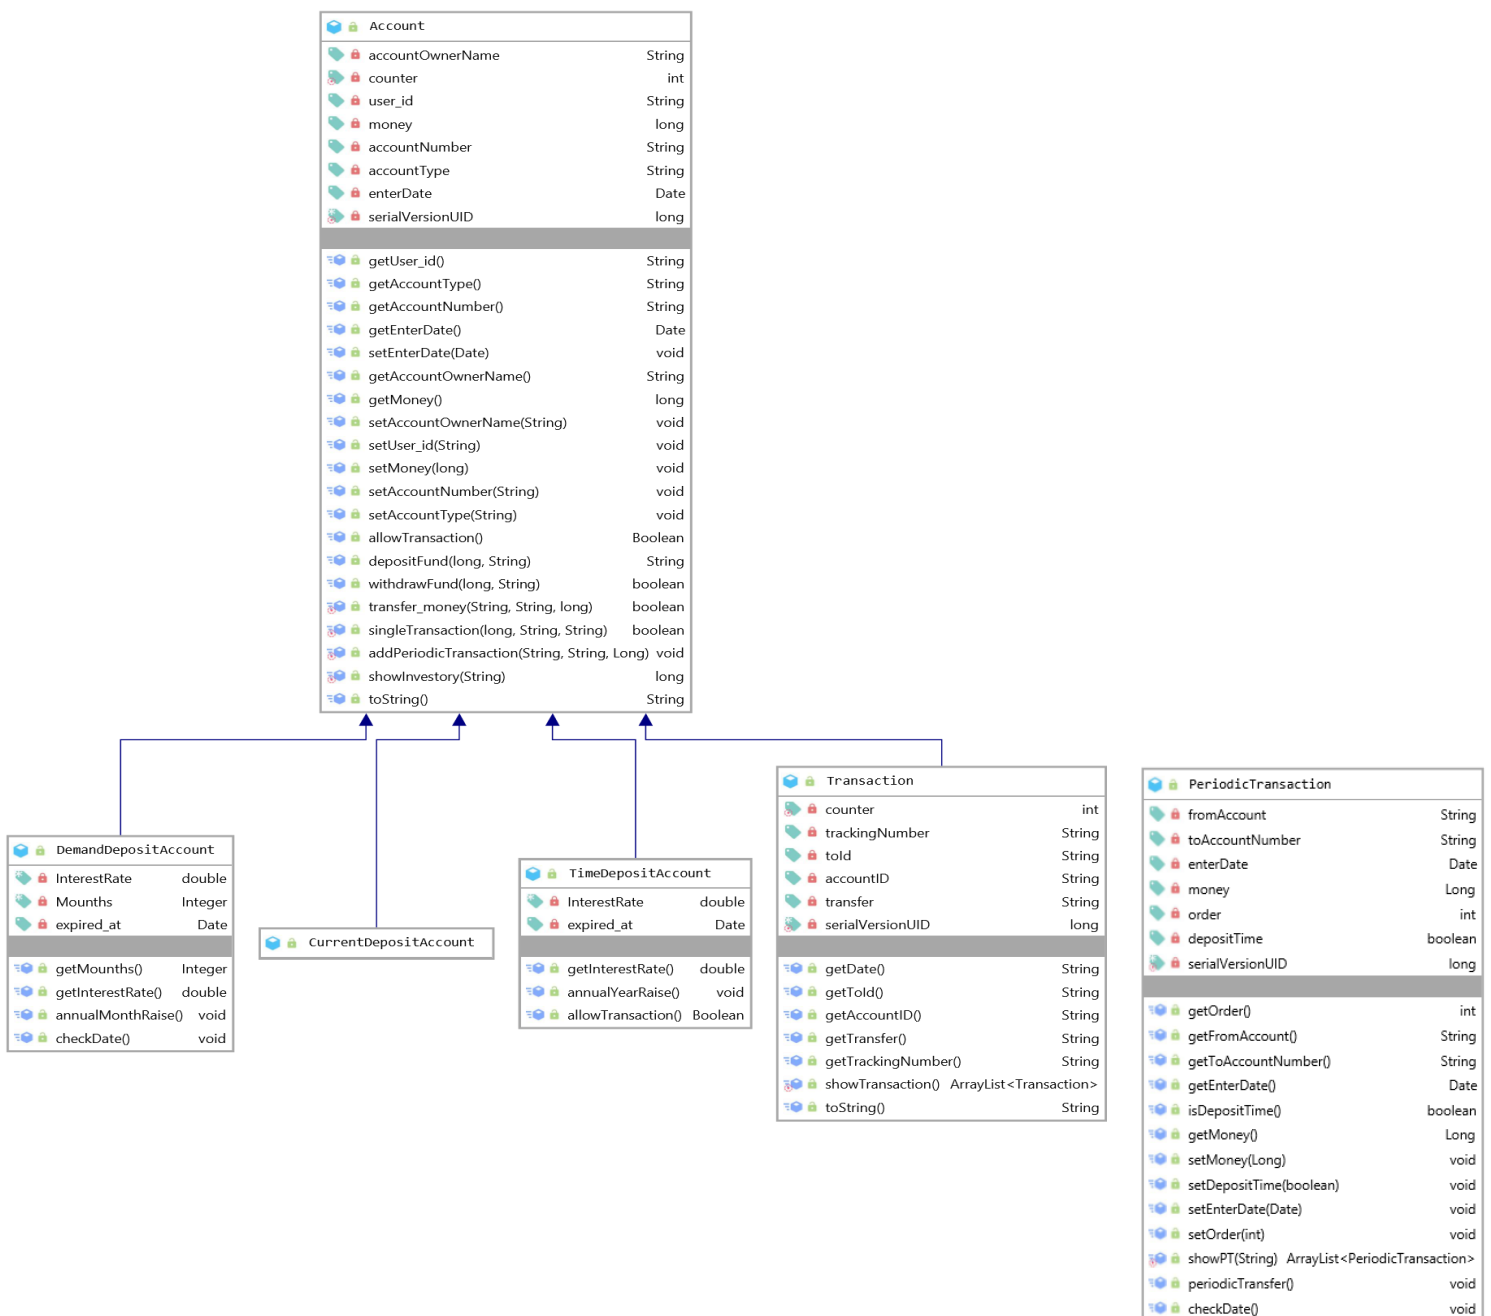 Account
accountOwnerName String
counter int
user_id String
money long
accountNumber String
accountType String
enterDate Date
serialVersionUID long
getUser_id() String
getAccountType() String
getAccountNumber() String
getEnterDate() Date
setEnterDate(Date) void
getAccountOwnerName() String
getMoney() long
setAccountOwnerName(String) void
setUser_id(String) void
setMoney(long) void
setAccountNumber(String) void
setAccountType(String) void
allowTransaction() Boolean
depositFund(long, String) String
withdrawFund(long, String) boolean
transfer_money(String, String, long) boolean
singleTransaction(long, String, String) boolean
addPeriodicTransaction(String, String, Long) void
showInvestory(String) long
toString() String
DemandDepositAccount
InterestRate double
Mounths Integer
expired_at Date
getMounths() Integer
getInterestRate() double
annualMonthRaise() void
checkDate() void
CurrentDepositAccount
TimeDepositAccount
InterestRate double
expired_at Date
getInterestRate() double
annualYearRaise() void
allowTransaction() Boolean
Transaction
counter int
trackingNumber String
toId String
accountID String
transfer String
serialVersionUID long
getDate() String
getToId() String
getAccountID() String
getTransfer() String
getTrackingNumber() String
showTransaction() ArrayList<Transaction>
toString() String
PeriodicTransaction
fromAccount String
toAccountNumber String
enterDate Date
money Long
order int
depositTime boolean
serialVersionUID long
getOrder() int
getFromAccount() String
getToAccountNumber() String
getEnterDate() Date
isDepositTime() boolean
getMoney() Long
setMoney(Long) void
setDepositTime(boolean) void
setEnterDate(Date) void
setOrder(int) void
showPT(String) ArrayList<PeriodicTransaction>
periodicTransfer() void
checkDate() void